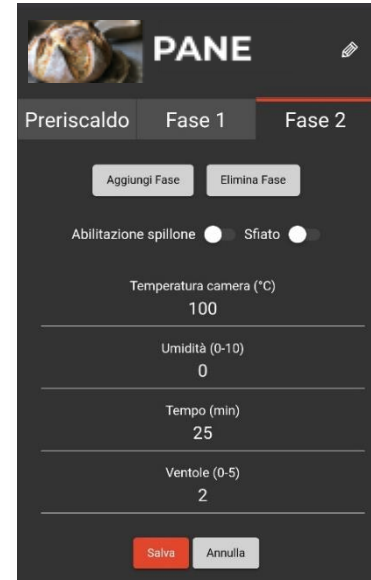 PANE
Preriscaldo Fase 1 Fase 2
Aggiungi Fase Elimina Fase
Abilitazione spillone Sfiato
Temperatura camera (°C)
100
Umidità (0-10)
0
Tempo (min)
25
Ventole (0-5)
2
Salva Annulla